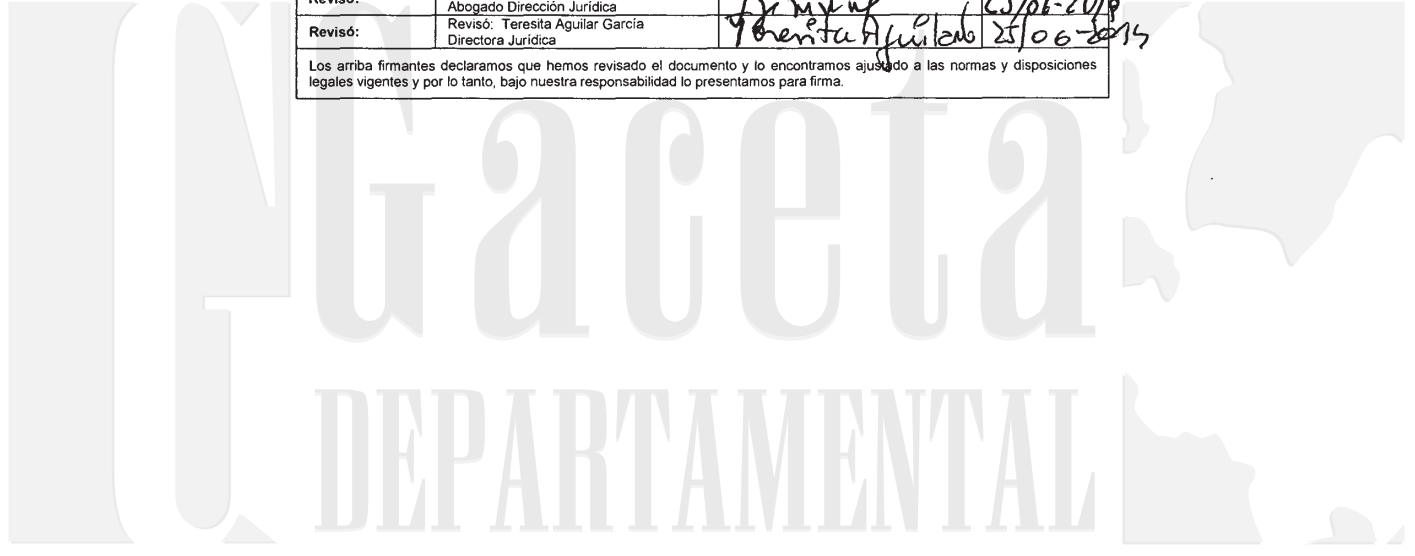 Revisó:
Abogado Dirección Jurídica
Revisó:
Revisó: Teresita Aguilar García
Directora Jurídica
Teresita Aguilar 25/06-2019
Los arriba firmantes declaramos que hemos revisado el documento y lo encontramos ajustado a las normas y disposiciones
legales vigentes y por lo tanto, bajo nuestra responsabilidad lo presentamos para firma.
Gaceta
DEPARTAMENTAL